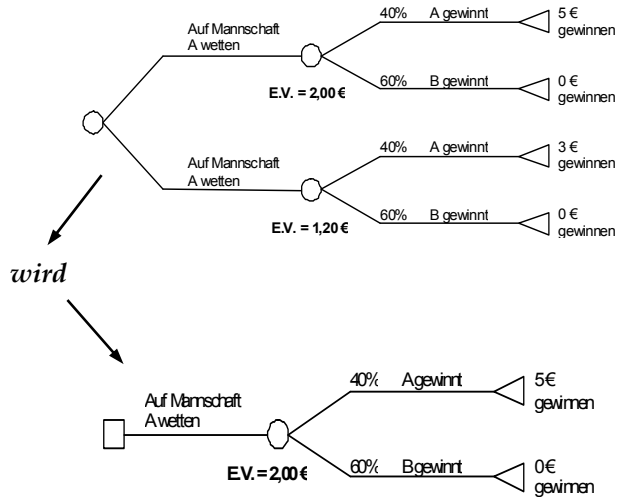 40% A gewinnt 5 €
gewinnen
Auf Mannschaft
A wetten
60% B gewinnt 0 €
gewinnen
E.V. = 2,00 €
40% A gewinnt 3 €
gewinnen
Auf Mannschaft
A wetten
60% B gewinnt 0 €
gewinnen
E.V. = 1,20 €
wird
40% A gewinnt 5 €
gewinnen
Auf Mannschaft
A wetten
60% B gewinnt 0 €
gewinnen
E.V. = 2,00 €